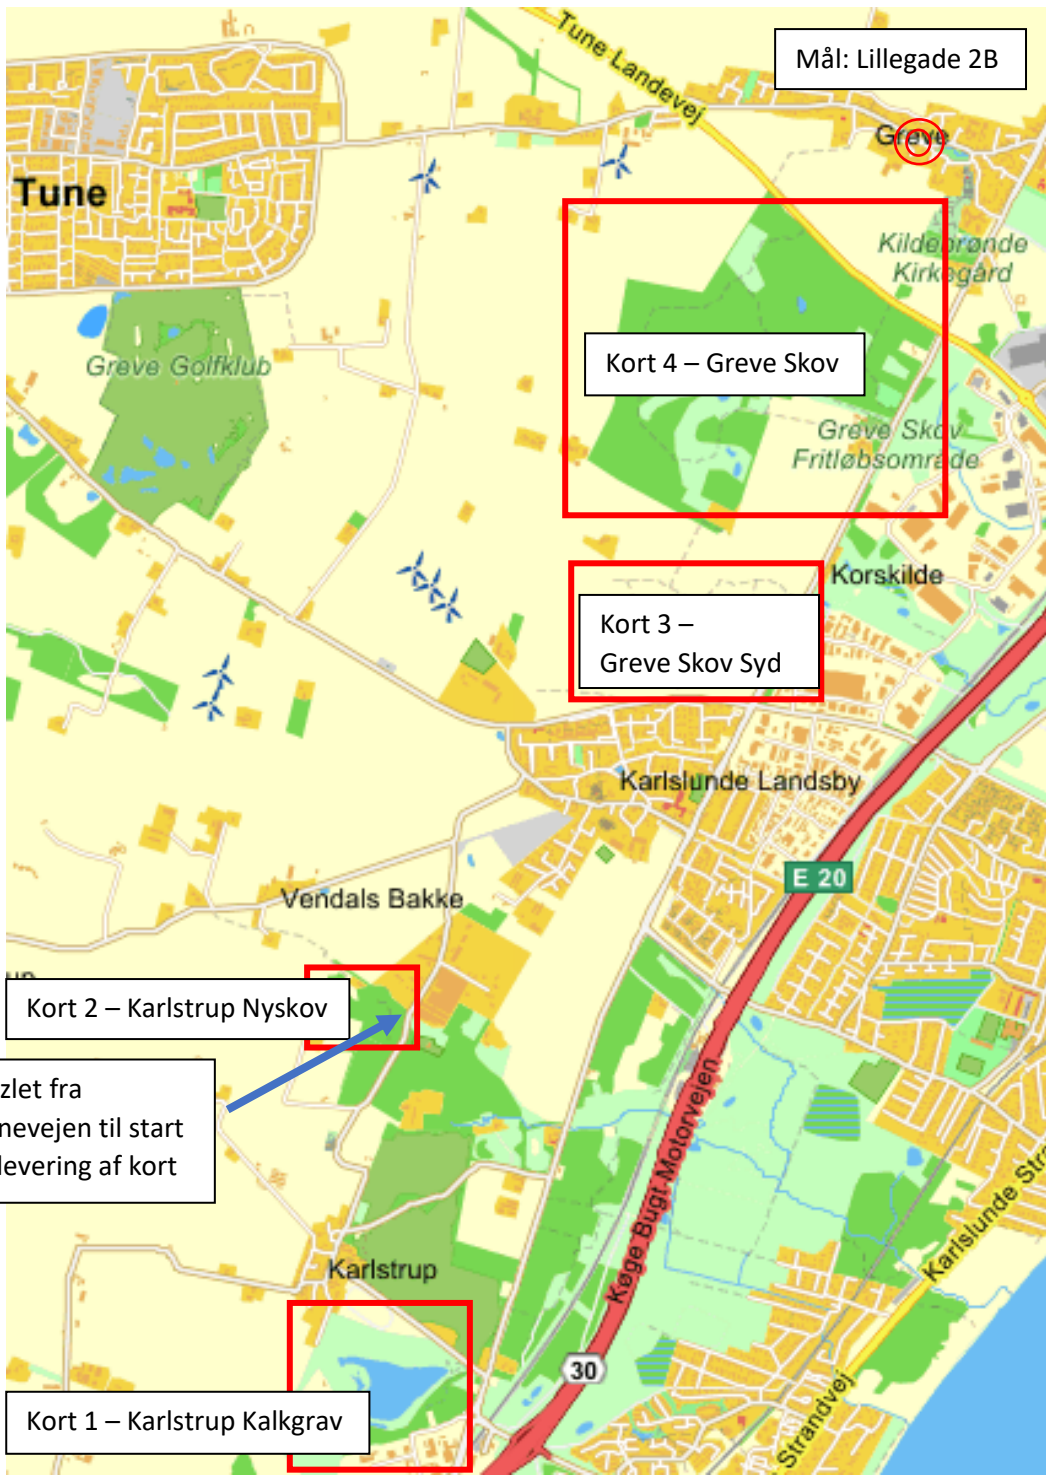 Mål: Lillegade 2B
Tune Landevej
Greve
Tune
Kildebrønde
Kirkegård
Greve Golfklub
Kort 4 – Greve Skov
Greve Skov
Fritløbsområde
Korskilde
Kort 3 –
Greve Skov Syd
Karlslunde Landsby
E 20
Vendals Bakke
Kort 2 – Karlstrup Nyskov
zlet fra
nevejen til start
levering af kort
Køge Bugt Motorvejen
Karlslunde Stra
Karlstrup
30
Kort 1 – Karlstrup Kalkgrav
Strandvej